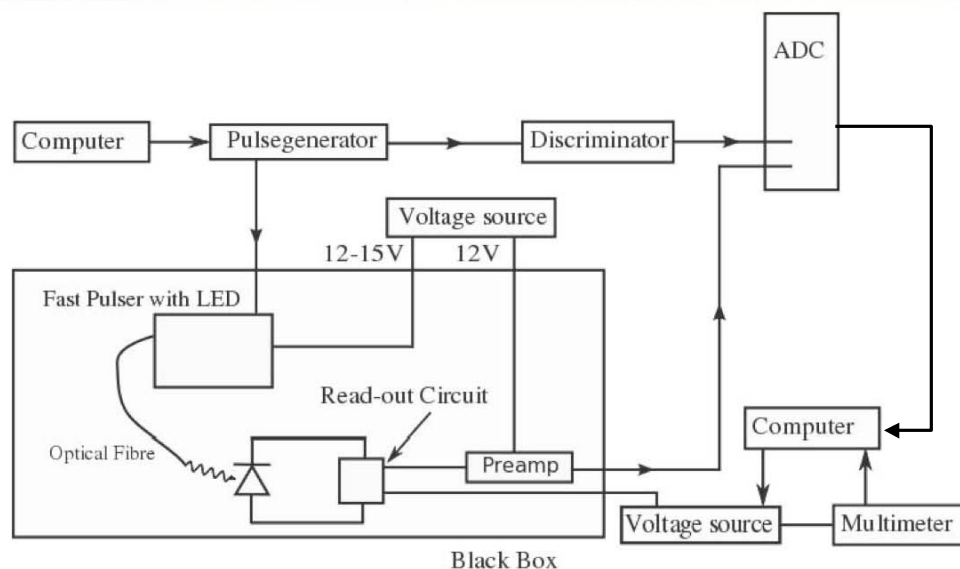 ADC
Computer
Pulsegenerator
Discriminator
Voltage source
12-15V
12V
Fast Pulser with LED
Read-out Circuit
Optical Fibre
Preamp
Computer
Voltage source
Multimeter
Black Box